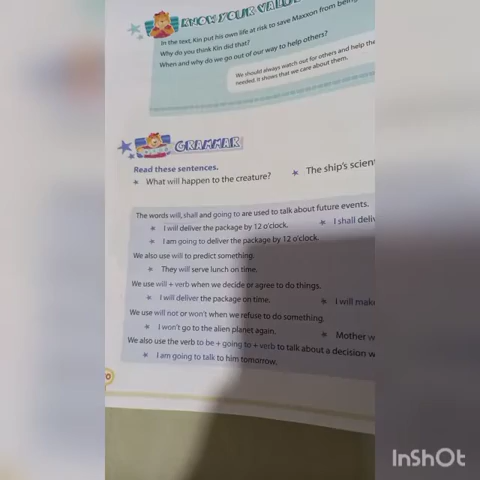 KNOW YOUR
In the text, Kin put his own life at risk to save Maxxon from being
Why do you think Kin did that?
When and why do we go out of our way to help others?
We should always watch out for others and help the
needed. It shows that we care about them.
GRAMMAR
Read these sentences.
* What will happen to the creature? * The ship's scien
The words will, shall and going to are used to talk about future events.
* I will deliver the package by 12 o'clock. * I shall deliv
* I am going to deliver the package by 12 o'clock.
We also use will to predict something.
* They will serve lunch on time.
We use will + verb when we decide or agree to do things.
* I will deliver the package on time. * I will mak
We use will not or won't when we refuse to do something.
* I won't go to the alien planet again. * Mother w
We also use the verb to be + going to + verb to talk about a decision w
* I am going to talk to him tomorrow.
InShOt